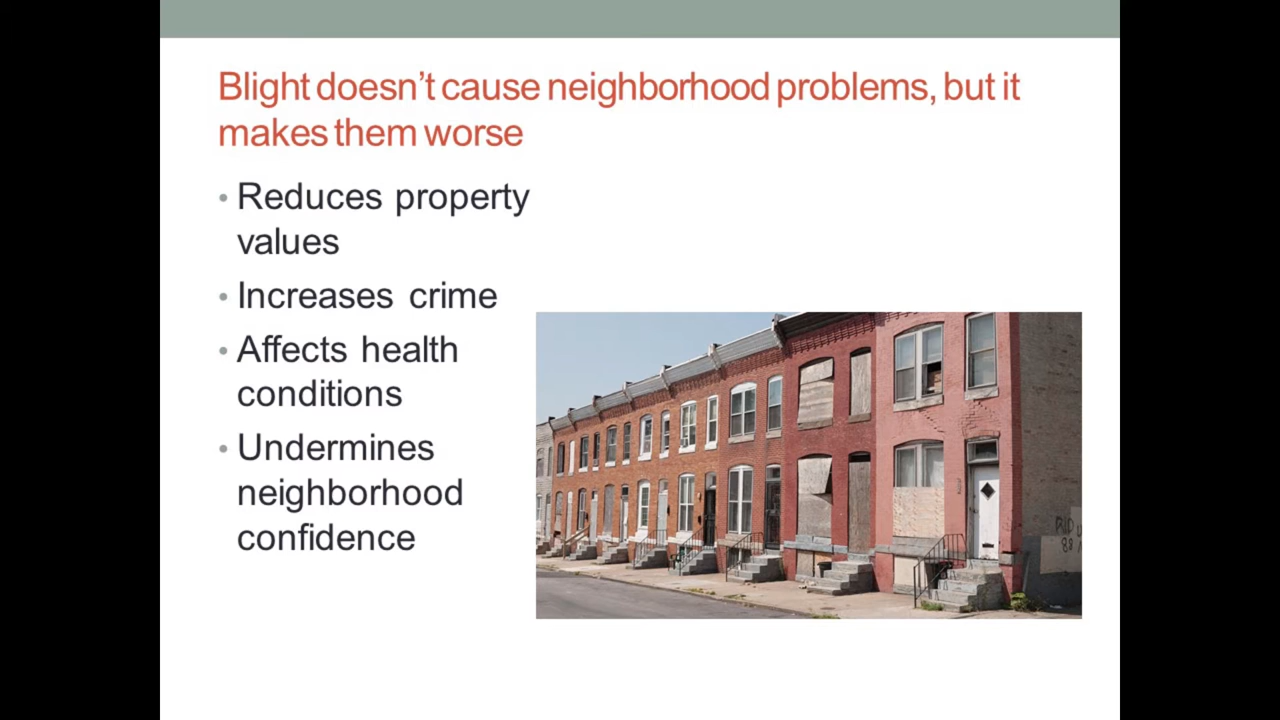 Blight doesn’t cause neighborhood problems, but it
makes them worse
• Reduces property
values
• Increases crime
• Affects health
conditions
• Undermines
neighborhood
confidence